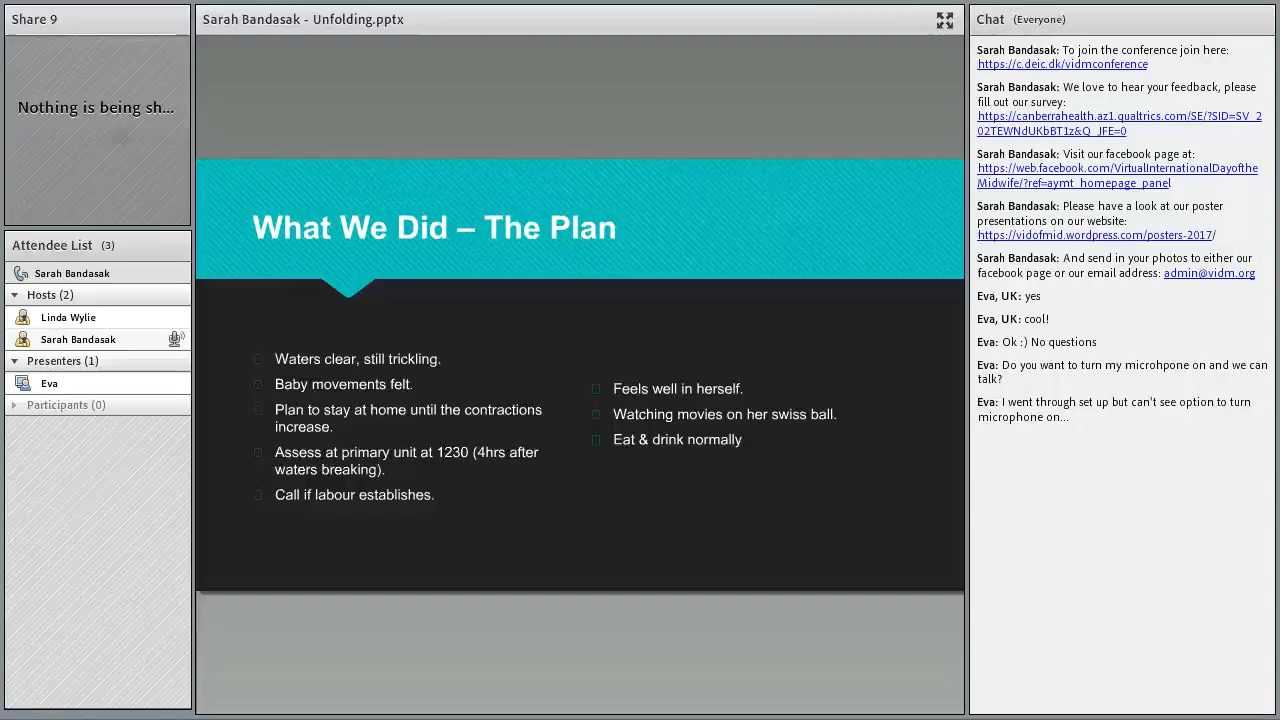 Share 9
Nothing is being sh...
Attendee List (3)
Sarah Bandasak
Hosts (2)
Linda Wylie
Sarah Bandasak
Presenters (1)
Eva
Participants (0)
Sarah Bandasak - Unfolding.pptx
What We Did – The Plan
Waters clear, still trickling.
Baby movements felt.
Plan to stay at home until the contractions
increase.
Assess at primary unit at 1230 (4hrs after
waters breaking).
Call if labour establishes.
Feels well in herself.
Watching movies on her swiss ball.
Eat & drink normally
Chat (Everyone)
Sarah Bandasak: To join the conference join here:
https://c.deic.dk/vidmconference
Sarah Bandasak: We love to hear your feedback, please
fill out our survey:
https://canberrahealth.az1.qualtrics.com/SE/?SID=SV_2
02TEWNdUKbBT1z&Q_JFE=0
Sarah Bandasak: Visit our facebook page at:
https://web.facebook.com/VirtualInternationalDayofthe
Midwife/?ref=aymt_homepage_panel
Sarah Bandasak: Please have a look at our poster
presentations on our website:
https://vidofmid.wordpress.com/posters-2017/
Sarah Bandasak: And send in your photos to either our
facebook page or our email address: admin@vidm.org
Eva, UK: yes
Eva, UK: cool!
Eva: Ok :) No questions
Eva: Do you want to turn my microhpone on and we can
talk?
Eva: I went through set up but can't see option to turn
microphone on...